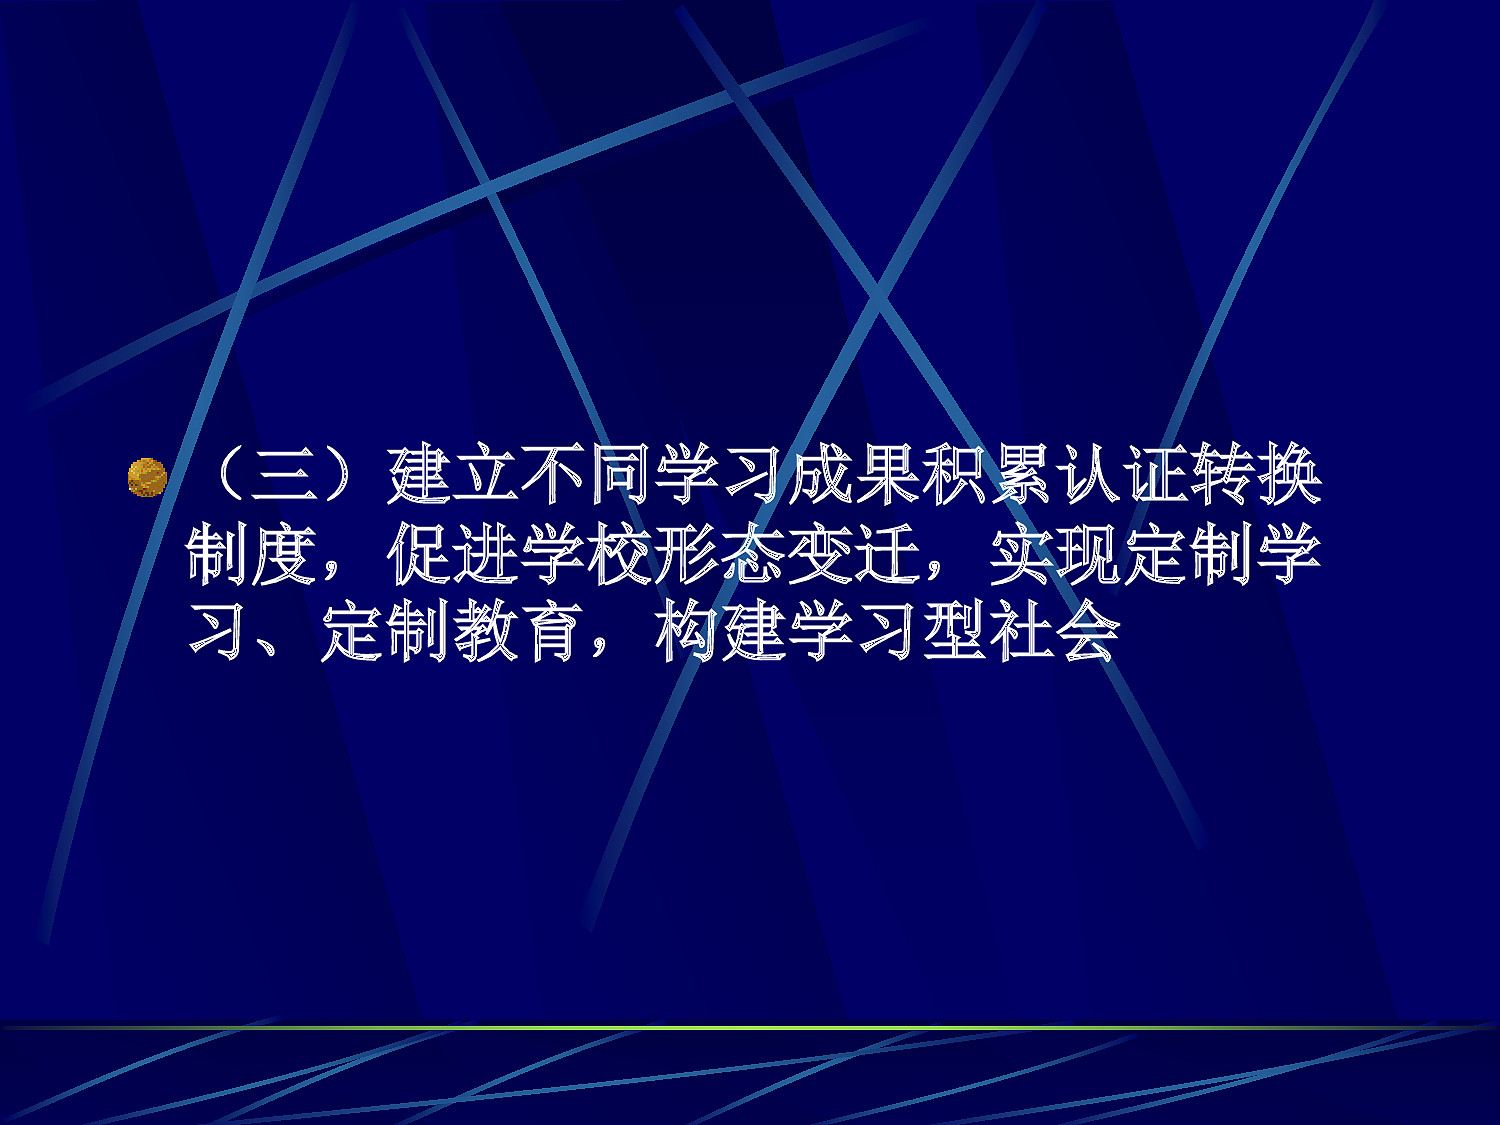 （三）建立不同学习成果积累认证转换
制度，促进学校形态变迁，实现定制学
习、定制教育，构建学习型社会